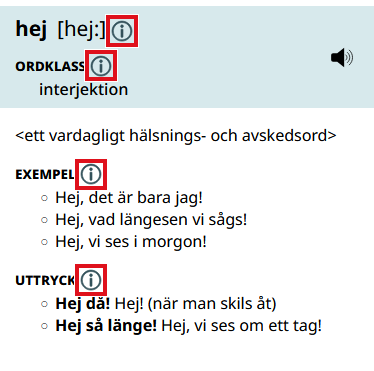 hej [hej:]
ORDKLASS
interjektion
<ett vardagligt hälsnings- och avskedsord>
EXEMPEL
Hej, det är bara jag!
Hej, vad längesen vi sågs!
Hej, vi ses i morgon!
UTTRYCK
Hej då! Hej! (när man skils åt)
Hej så länge! Hej, vi ses om ett tag!